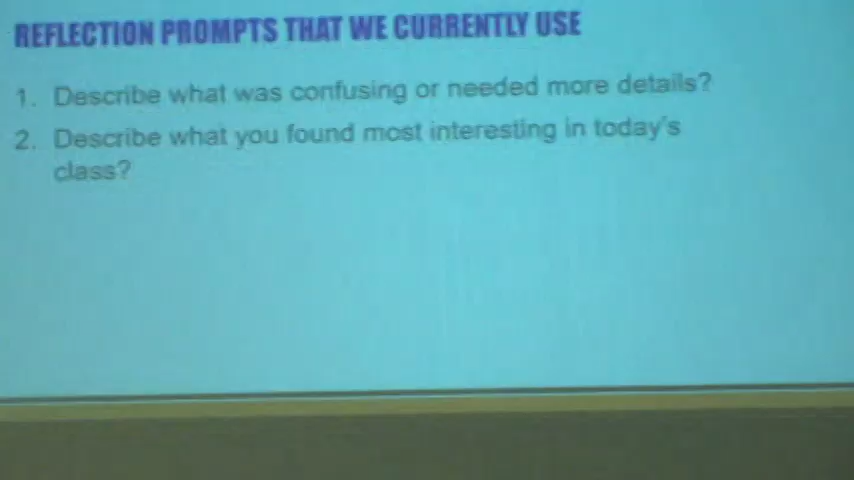 REFLECTION PROMPTS THAT WE CURRENTLY USE
1. Describe what was confusing or needed more details?
2. Describe what you found most interesting in today's
class?